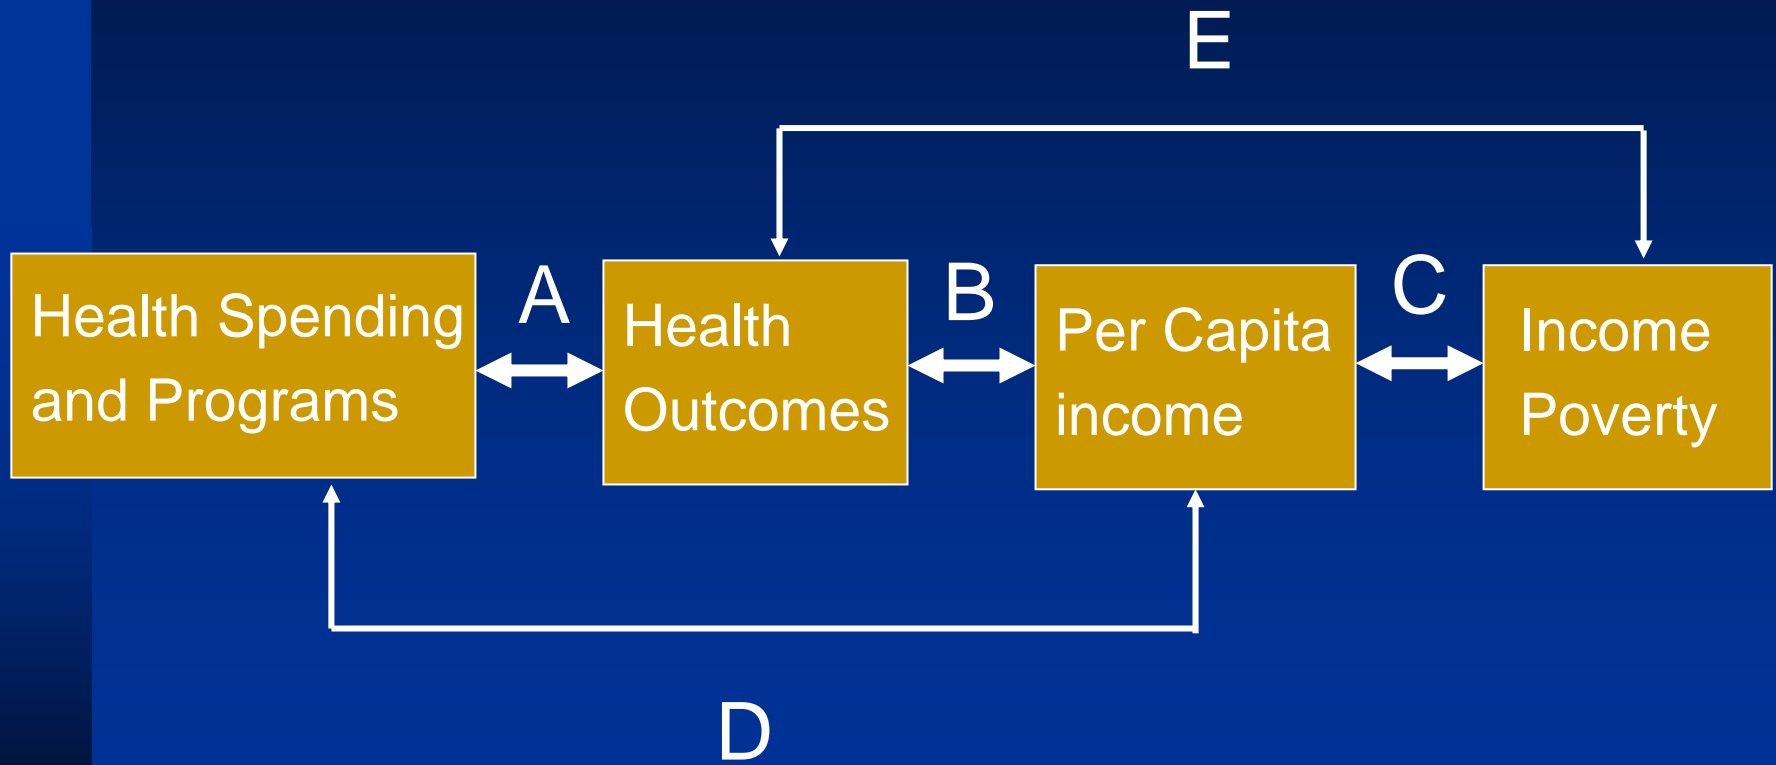 E
Health Spending
and Programs
A
Health
Outcomes
B
Per Capita
income
C
Income
Poverty
D